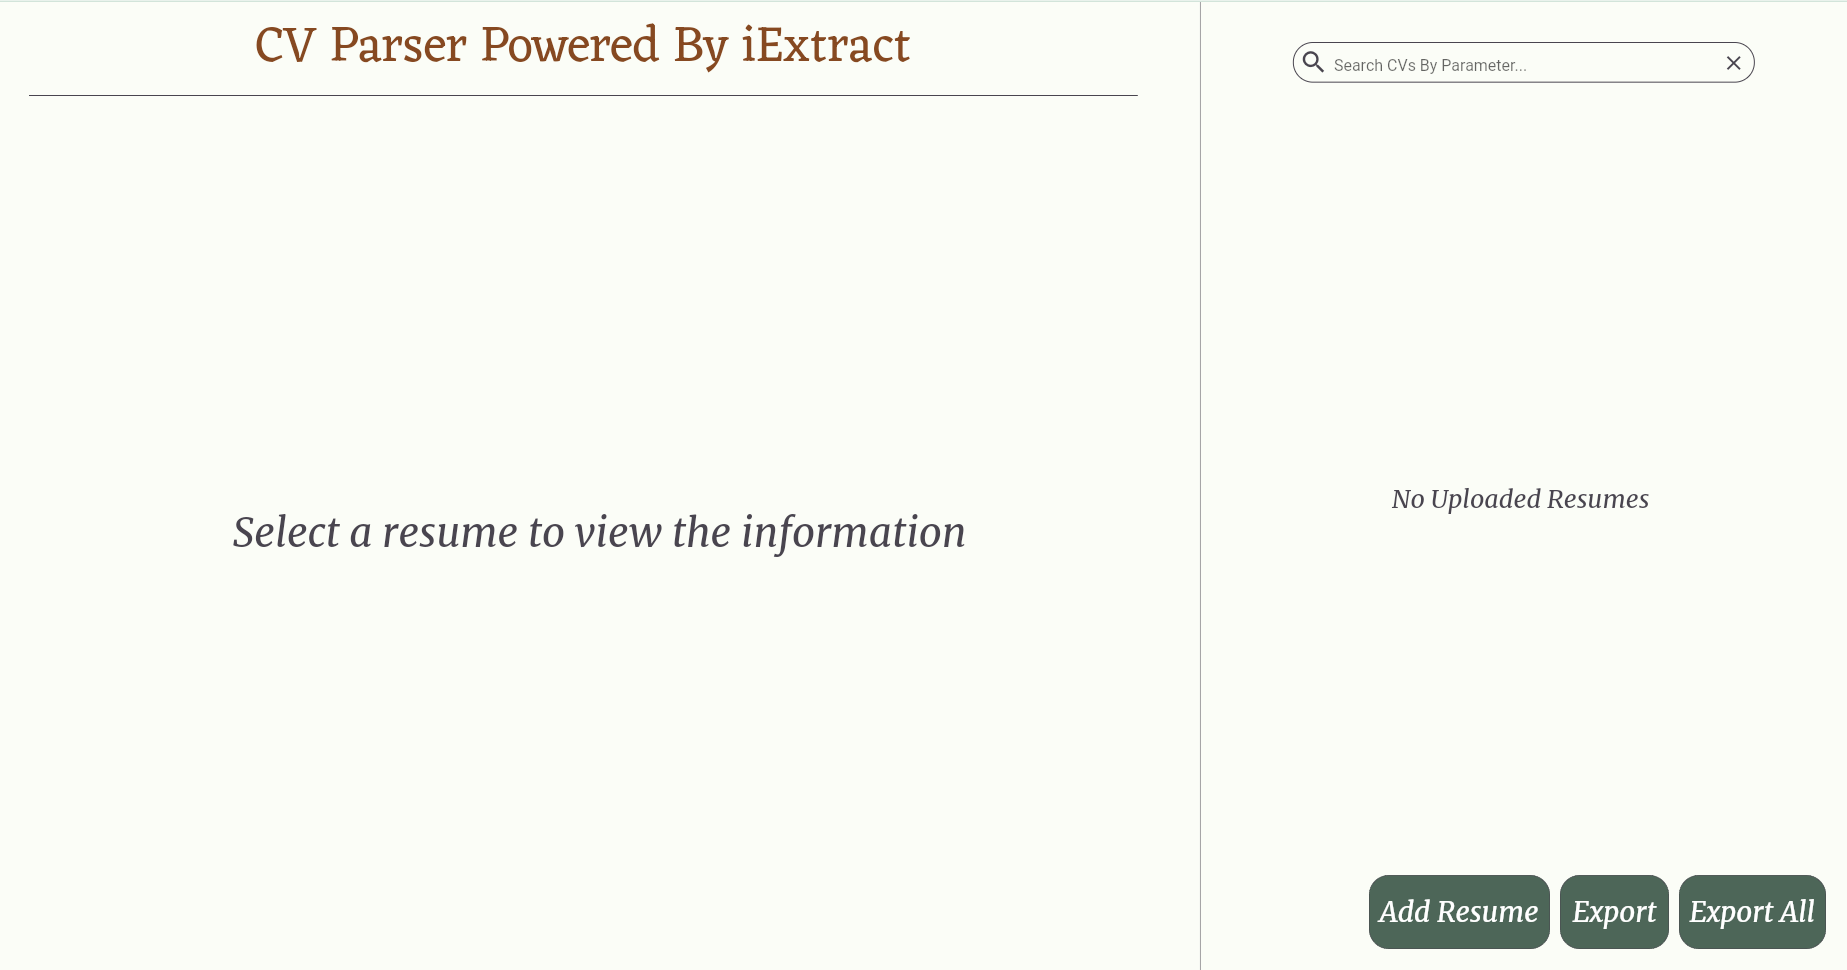 CV Parser Powered By iExtract
Search CVs By Parameter...
Select a resume to view the information
No Uploaded Resumes
Add Resume
Export
Export All